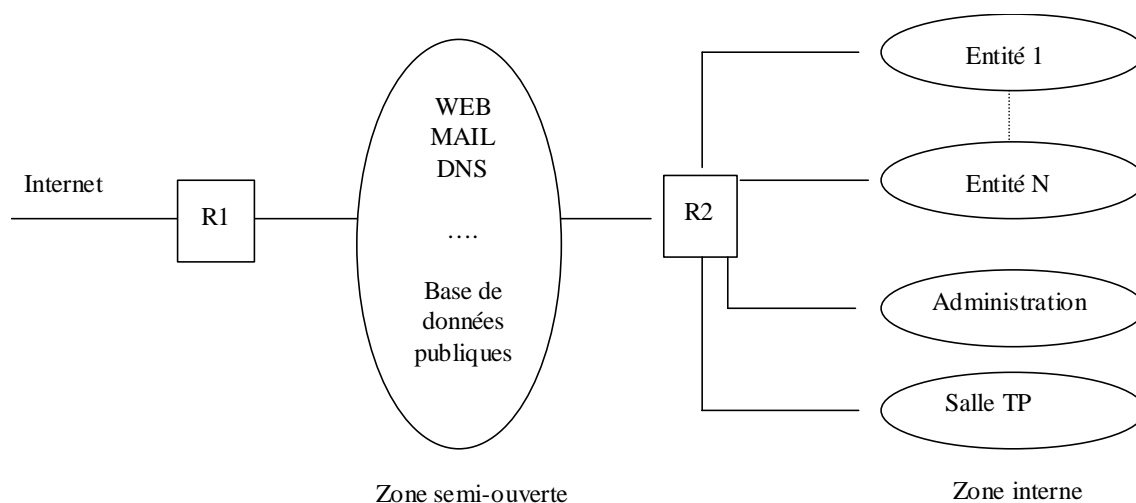 Internet
R1
WEB
MAIL
DNS
....
Base de
données
publiques
Zone semi-ouverte
R2
Entité 1
Entité N
Administration
Salle TP
Zone interne